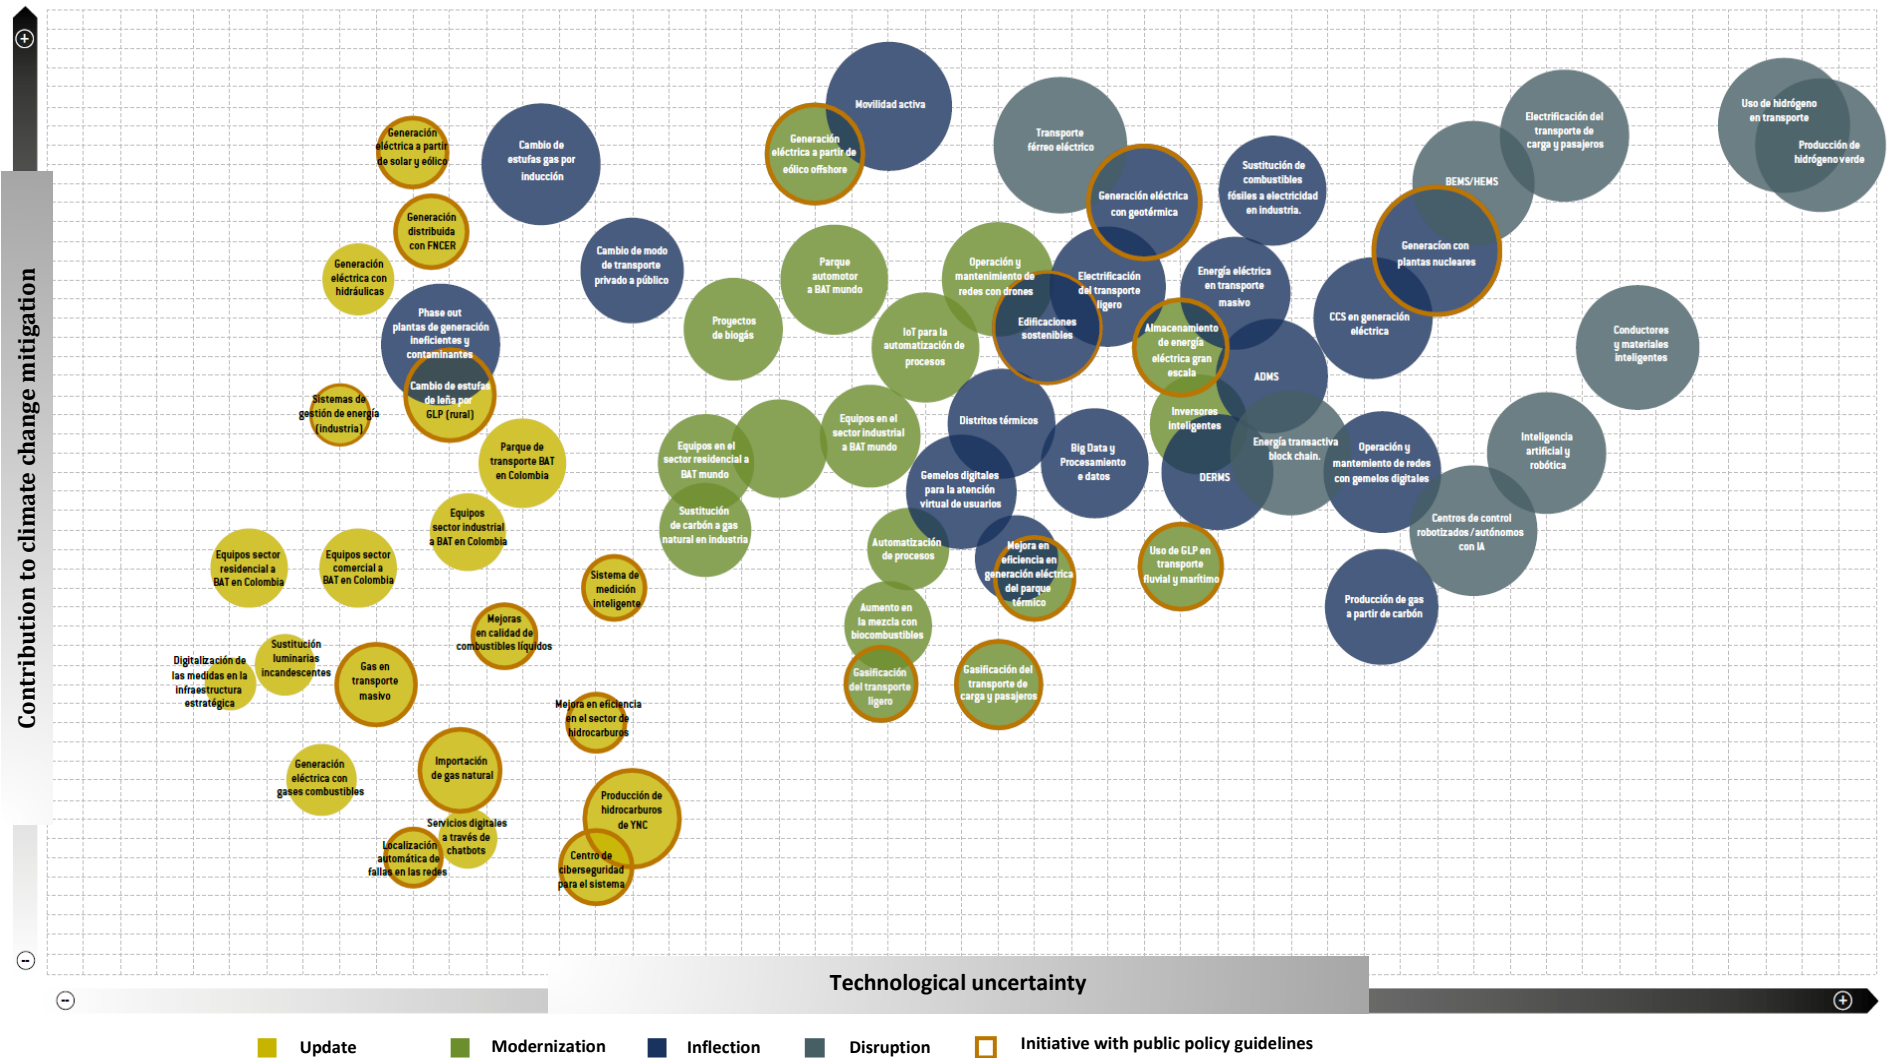 Contribution to climate change mitigation
Generación
eléctrica a partir
de solar y eólico
Cambio de
estufas gas por
inducción
Generación
eléctrica a partir de
eólico offshore
Movilidad activa
Transporte
férreo eléctrico
Generación eléctrica
con geotérmica
Sustitución de
combustibles
fósiles a electricidad
en industria.
BEMS/HEMS
Electrificación del
transporte de
carga y pasajeros
Uso de hidrógeno
en transporte
Producción de
hidrógeno verde
Generación
distribuida
con FNCER
Generación
eléctrica con
hidráulicas
Cambio de modo
de transporte
privado a público
Parque
automotor
a BAT mundo
Operación y
mantenimiento de
redes con drones
Electrificación
del transporte
ligero
Energía eléctrica
en transporte
masivo
Generacíon con
plantas nucleares
Phase out
plantas de generación
ineficientes y
contaminantes
Proyectos
de biogás
IoT para la
automatización de
procesos
Edificaciones
sostenibles
Almacenamiento
de energía
eléctrica gran
escala
CCS en generación
eléctrica
Conductores
y materiales
inteligentes
ADMS
Cambio de estufas
de leña por
GLP (rural)
Sistemas de
gestión de energía
(industria)
Parque de
transporte BAT
en Colombia
Equipos en el
sector residencial a
BAT mundo
Equipos en el
sector industrial
a BAT mundo
Distritos térmicos
Big Data y
Procesamiento
e datos
Inversores
inteligentes
Energía transactiva
block chain.
Operación y
mantemiento de redes
con gemelos digitales
Inteligencia
artificial y
robótica
DERMS
Gemelos digitales
para la atención
virtual de usuarios
Equipos
sector industrial
a BAT en Colombia
Sustitución
de carbón a gas
natural en industria
Centros de control
robotizados/autónomos
con IA
Equipos sector
residencial a
BAT en Colombia
Equipos sector
comercial a
BAT en Colombia
Automatización
de procesos
Mejora en
eficiencia en
generación eléctrica
del parque
térmico
Uso de GLP en
transporte
fluvial y marítimo
Sistema de
medición
inteligente
Producción de gas
a partir de carbón
Aumento en
la mezcla con
biocombustibles
Mejoras
en calidad de
combustibles líquidos
Sustitución
luminarias
incandescentes
Digitalización de
las medidas en la
infraestructura
estratégica
Gas en
transporte
masivo
Gasificación
del transporte
ligero
Gasificación del
transporte de
carga y pasajeros
Mejora en eficiencia
en el sector de
hidrocarburos
Generación
eléctrica con
gases combustibles
Importación
de gas natural
Producción de
hidrocarburos
de YNC
Servicios digitales
a través de
chatbots
Localización
automática de
fallas en las redes
Centro de
ciberseguridad
para el sistema
Technological uncertainty
Update
Modernization
Inflection
Disruption
Initiative with public policy guidelines